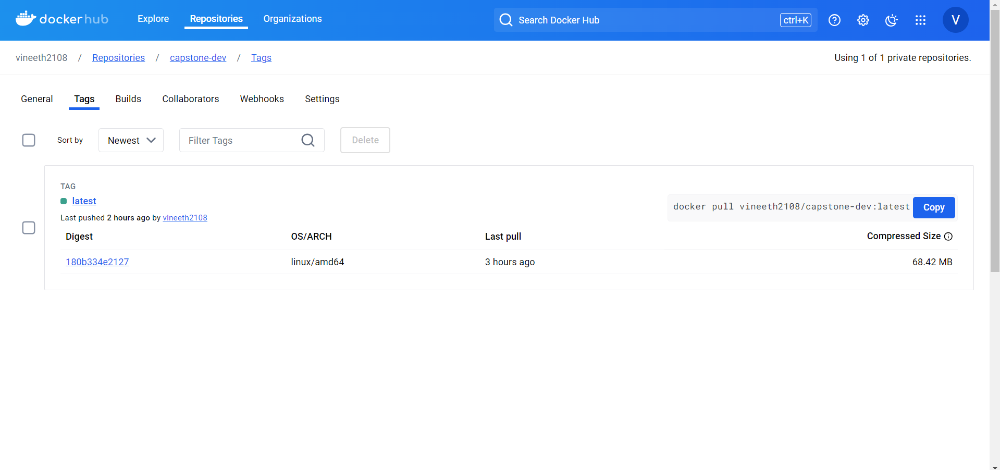 docker hub
Explore
Repositories
Organizations
Search Docker Hub
ctrl+K
V
vineeth2108 / Repositories / capstone-dev / Tags
Using 1 of 1 private repositories.
General
Tags
Builds
Collaborators
Webhooks
Settings
Sort by
Newest
Filter Tags
Delete
TAG
latest
Last pushed 2 hours ago by vineeth2108
docker pull vineeth2108/capstone-dev:latest
Copy
Digest
OS/ARCH
Last pull
Compressed Size
180b334e2127
linux/amd64
3 hours ago
68.42 MB